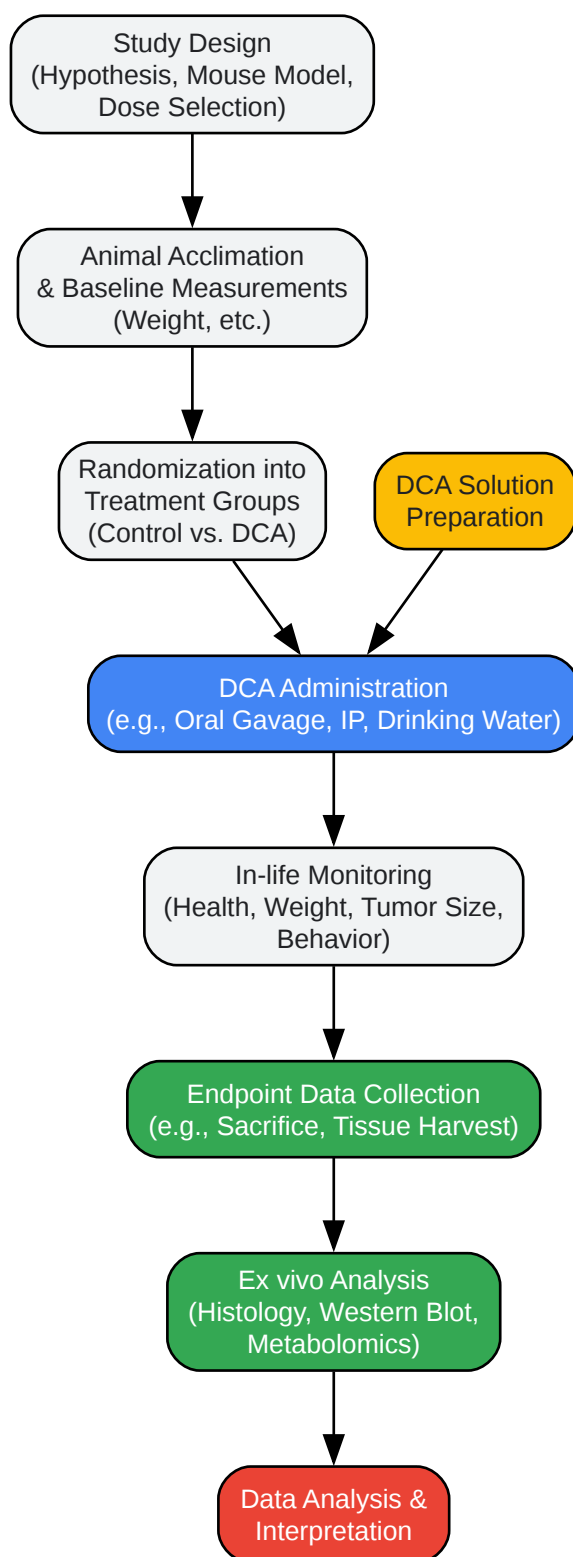 Study Design
(Hypothesis, Mouse Model,
Dose Selection)
Animal Acclimation
& Baseline Measurements
(Weight, etc.)
Randomization into
Treatment Groups
(Control vs. DCA)
DCA Solution
Preparation
DCA Administration
(e.g., Oral Gavage, IP, Drinking Water)
In-life Monitoring
(Health, Weight, Tumor Size,
Behavior)
Endpoint Data Collection
(e.g., Sacrifice, Tissue Harvest)
Ex vivo Analysis
(Histology, Western Blot,
Metabolomics)
Data Analysis &
Interpretation